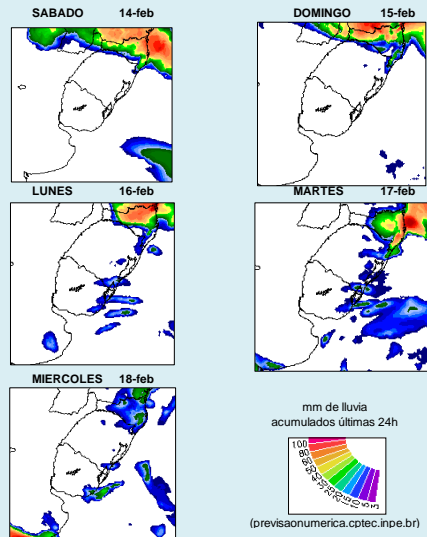 SABADO 14-feb
DOMINGO 15-feb
LUNES 16-feb
MARTES 17-feb
MIERCOLES 18-feb
mm de lluvia
acumulados últimas 24h
100
80
(previsaonumerica.cptec.inpe.br)